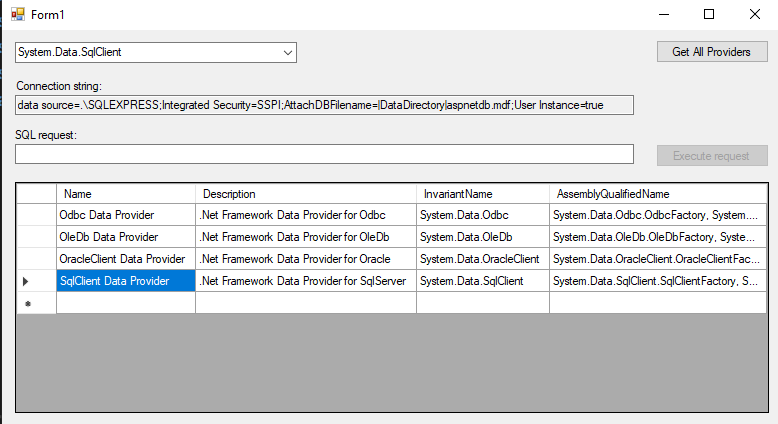 Form1
System.Data.SqlClient
Get All Providers
Connection string:
data source=.\SQLEXPRESS;Integrated Security=SSPI;AttachDBFilename=|DataDirectory|aspnetdb.mdf;User Instance=true
SQL request:
Execute request
Name Description InvariantName AssemblyQualifiedName
Odbc Data Provider .Net Framework Data Provider for Odbc System.Data.Odbc System.Data.Odbc.OdbcFactory, System....
OleDb Data Provider .Net Framework Data Provider for OleDb System.Data.OleDb System.Data.OleDb.OleDbFactory, Syste...
OracleClient Data Provider .Net Framework Data Provider for Oracle System.Data.OracleClient System.Data.OracleClient.OracleClientFac...
SqlClient Data Provider .Net Framework Data Provider for SqlServer System.Data.SqlClient System.Data.SqlClient.SqlClientFactory, S...